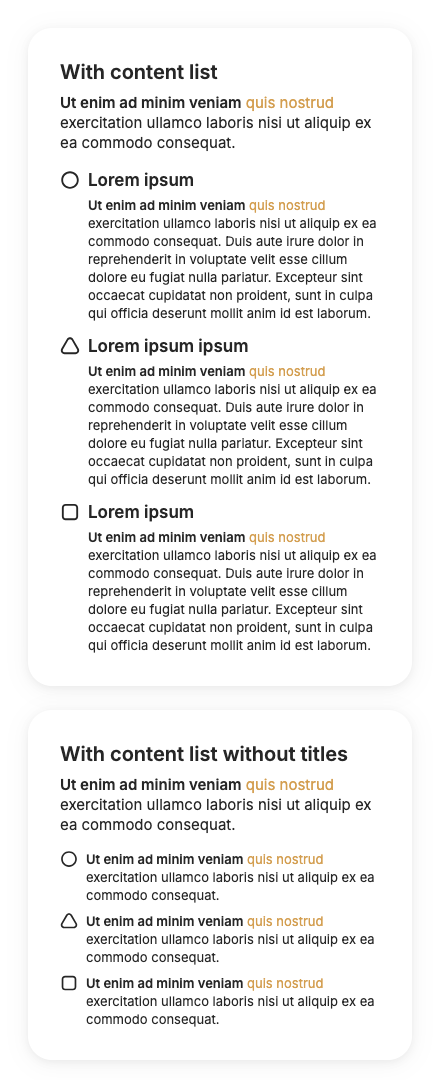 With content list
Ut enim ad minim veniam quis nostrud
exercitation ullamco laboris nisi ut aliquip ex
ea commodo consequat.
Lorem ipsum
Ut enim ad minim veniam quis nostrud
exercitation ullamco laboris nisi ut aliquip ex ea
commodo consequat. Duis aute irure dolor in
reprehenderit in voluptate velit esse cillum
dolore eu fugiat nulla pariatur. Excepteur sint
occaecat cupidatat non proident, sunt in culpa
qui officia deserunt mollit anim id est laborum.
Lorem ipsum ipsum
Ut enim ad minim veniam quis nostrud
exercitation ullamco laboris nisi ut aliquip ex ea
commodo consequat. Duis aute irure dolor in
reprehenderit in voluptate velit esse cillum
dolore eu fugiat nulla pariatur. Excepteur sint
occaecat cupidatat non proident, sunt in culpa
qui officia deserunt mollit anim id est laborum.
Lorem ipsum
Ut enim ad minim veniam quis nostrud
exercitation ullamco laboris nisi ut aliquip ex ea
commodo consequat. Duis aute irure dolor in
reprehenderit in voluptate velit esse cillum
dolore eu fugiat nulla pariatur. Excepteur sint
occaecat cupidatat non proident, sunt in culpa
qui officia deserunt mollit anim id est laborum.
With content list without titles
Ut enim ad minim veniam quis nostrud
exercitation ullamco laboris nisi ut aliquip ex
ea commodo consequat.
Ut enim ad minim veniam quis nostrud
exercitation ullamco laboris nisi ut aliquip ex ea
commodo consequat.
Ut enim ad minim veniam quis nostrud
exercitation ullamco laboris nisi ut aliquip ex ea
commodo consequat.
Ut enim ad minim veniam quis nostrud
exercitation ullamco laboris nisi ut aliquip ex ea
commodo consequat.